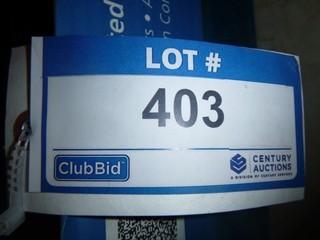 LOT #
403
ClubBid
CENTURY
AUCTIONS
A DIVISION OF CENTURY SERVICES